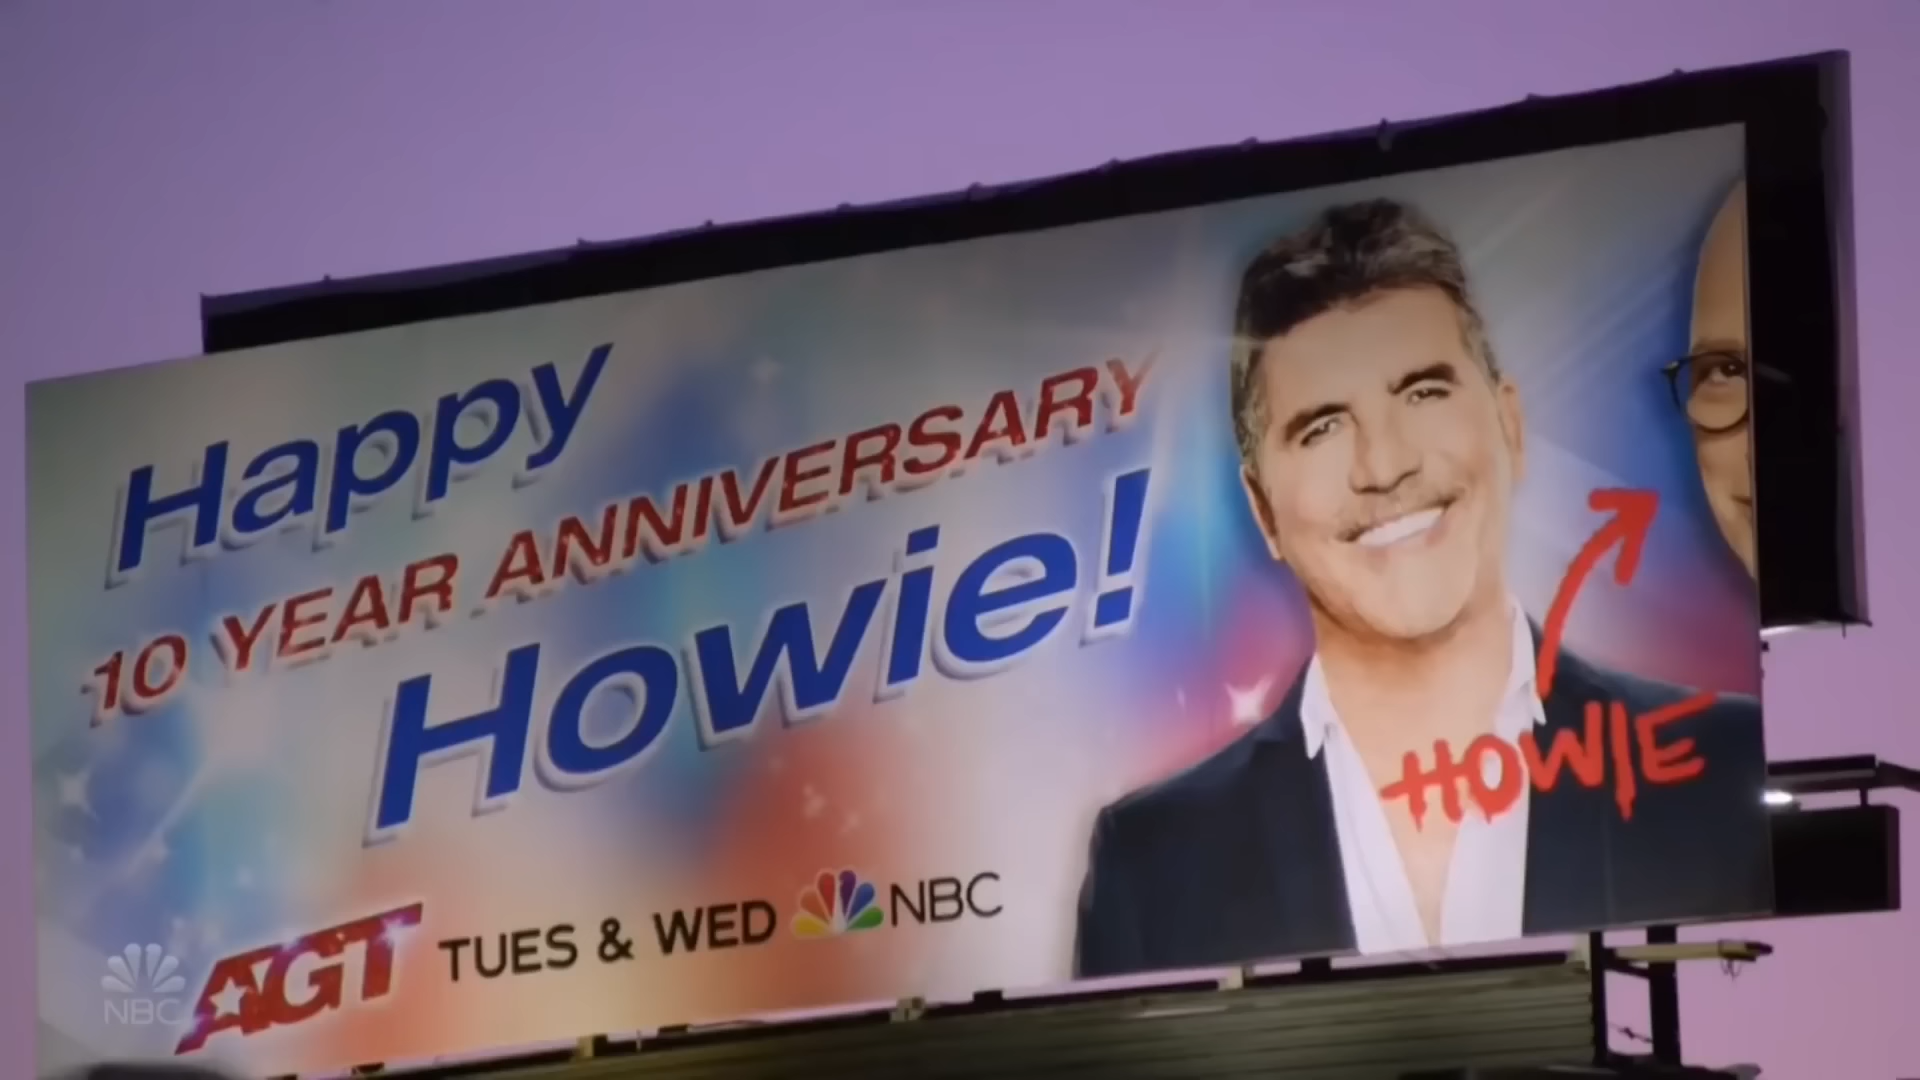 Happy
10 YEAR ANNIVERSARY
Howie!
HOWIE
AGT TUES & WED NBC
NBC